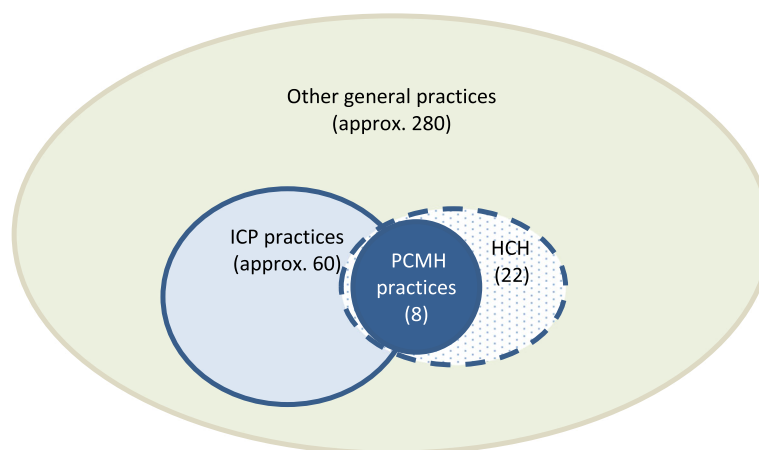 Other general practices
(approx. 280)
ICP practices
(approx. 60)
PCMH
practices
(8)
HCH
(22)